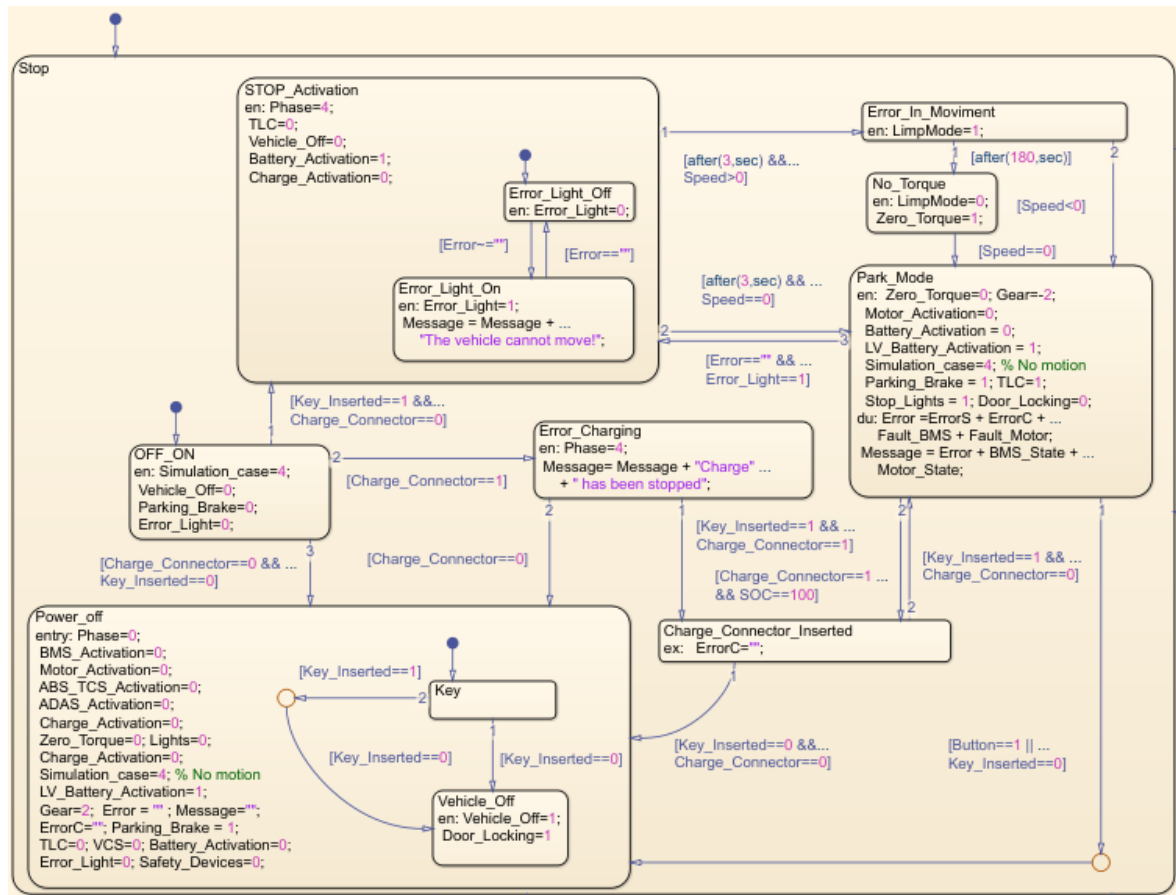 Stop
STOP_Activation
en: Phase=4;
TLC=0;
Vehicle_Off=0;
Battery_Activation=1;
Charge_Activation=0;
Error_Light_Off
en: Error_Light=0;
[Error~=""]
[Error==""]
Error_Light_On
en: Error_Light=1;
Message = Message + ...
"The vehicle cannot move!";
1
[after(3,sec) &&...
Speed>0]
Error_In_Moviment
en: LimpMode=1;
1
2
[after(180,sec)]
No_Torque
en: LimpMode=0;
Zero_Torque=1;
[Speed<0]
[Speed==0]
[after(3,sec) && ...
Speed==0]
2
3
[Error=="" && ...
Error_Light==1]
Park_Mode
en: Zero_Torque=0; Gear=-2;
Motor_Activation=0;
Battery_Activation = 0;
LV_Battery_Activation = 1;
Simulation_case=4; % No motion
Parking_Brake = 1; TLC=1;
Stop_Lights = 1; Door_Locking=0;
du: Error =ErrorS + ErrorC + ...
Fault_BMS + Fault_Motor;
Message = Error + BMS_State + ...
Motor_State;
2
1
[Key_Inserted==1 &&...
Charge_Connector==0]
1
OFF_ON
en: Simulation_case=4;
Vehicle_Off=0;
Parking_Brake=0;
Error_Light=0;
2
[Charge_Connector==1]
3
[Charge_Connector==0 && ...
Key_Inserted==0]
Error_Charging
en: Phase=4;
Message= Message + "Charge" ...
+ " has been stopped";
2
1
[Charge_Connector==0]
[Key_Inserted==1 && ...
Charge_Connector==1]
[Charge_Connector==1 ...
&& SOC==100]
[Key_Inserted==1 && ...
Charge_Connector==0]
2
Charge_Connector_Inserted
ex: ErrorC="";
1
[Key_Inserted==0 &&...
Charge_Connector==0]
[Button==1 || ...
Key_Inserted==0]
Power_off
entry: Phase=0;
BMS_Activation=0;
Motor_Activation=0;
ABS_TCS_Activation=0;
ADAS_Activation=0;
Charge_Activation=0;
Zero_Torque=0; Lights=0;
Charge_Activation=0;
Simulation_case=4; % No motion
LV_Battery_Activation=1;
Gear=2; Error = "" ; Message="";
ErrorC=""; Parking_Brake = 1;
TLC=0; VCS=0; Battery_Activation=0;
Error_Light=0; Safety_Devices=0;
[Key_Inserted==1]
2
Key
1
[Key_Inserted==0]
[Key_Inserted==0]
Vehicle_Off
en: Vehicle_Off=1;
Door_Locking=1